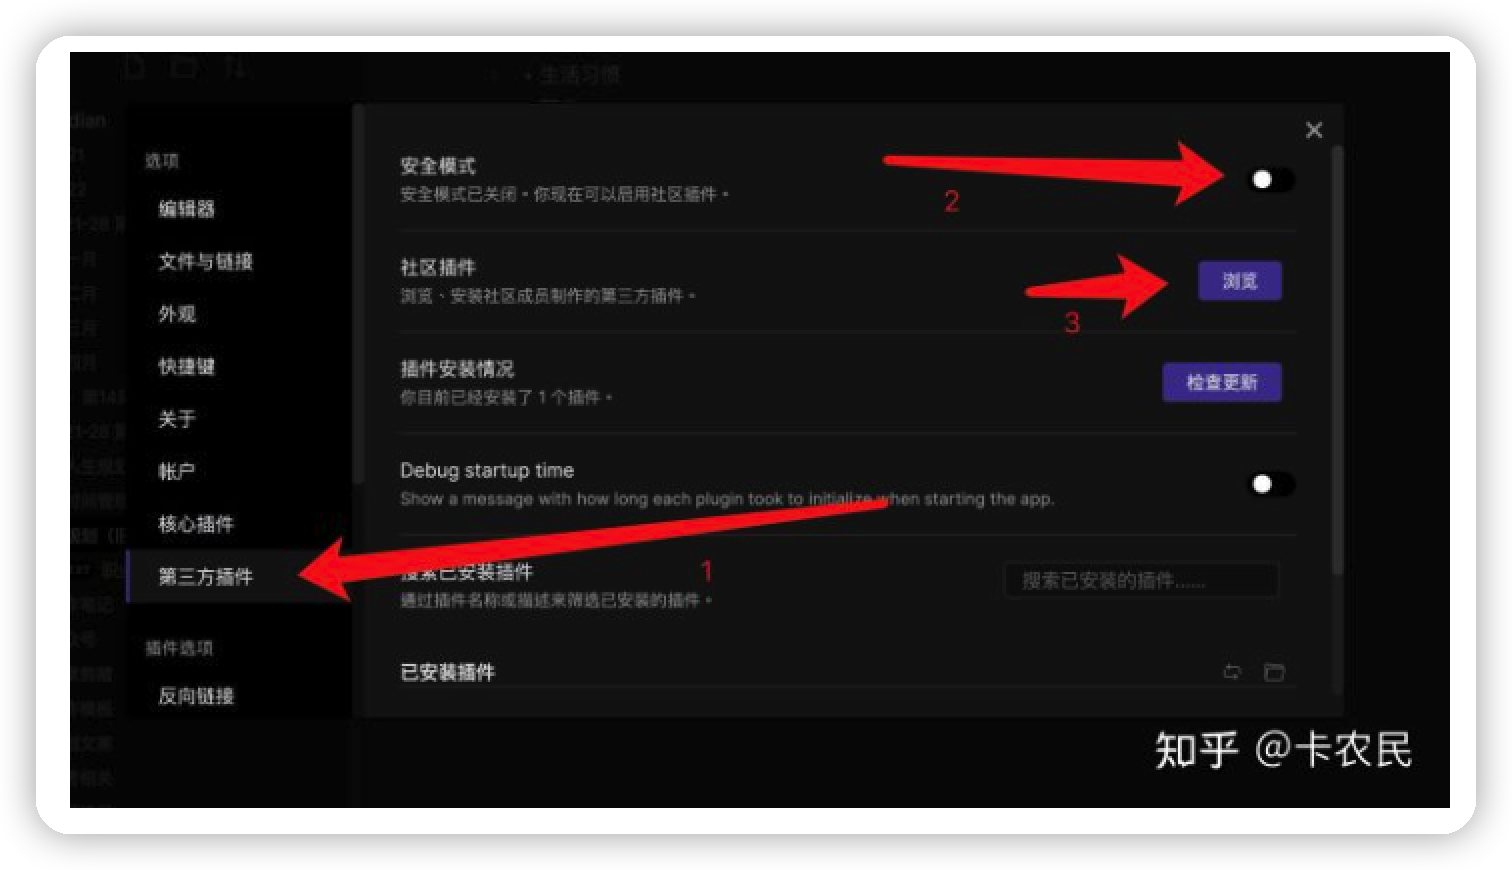 生活习惯
选项
编辑器
文件与链接
外观
快捷键
关于
帐户
核心插件
第三方插件
插件选项
反向链接
安全模式
安全模式已关闭。你现在可以启用社区插件。
2
社区插件
浏览、安装社区成员制作的第三方插件。
浏览
3
插件安装情况
你目前已经安装了 1 个插件。
检查更新
Debug startup time
Show a message with how long each plugin took to initialize when starting the app.
1
搜索已安装插件
通过插件名称或描述来筛选已安装的插件。
搜索已安装的插件......
已安装插件
知乎 @卡农民